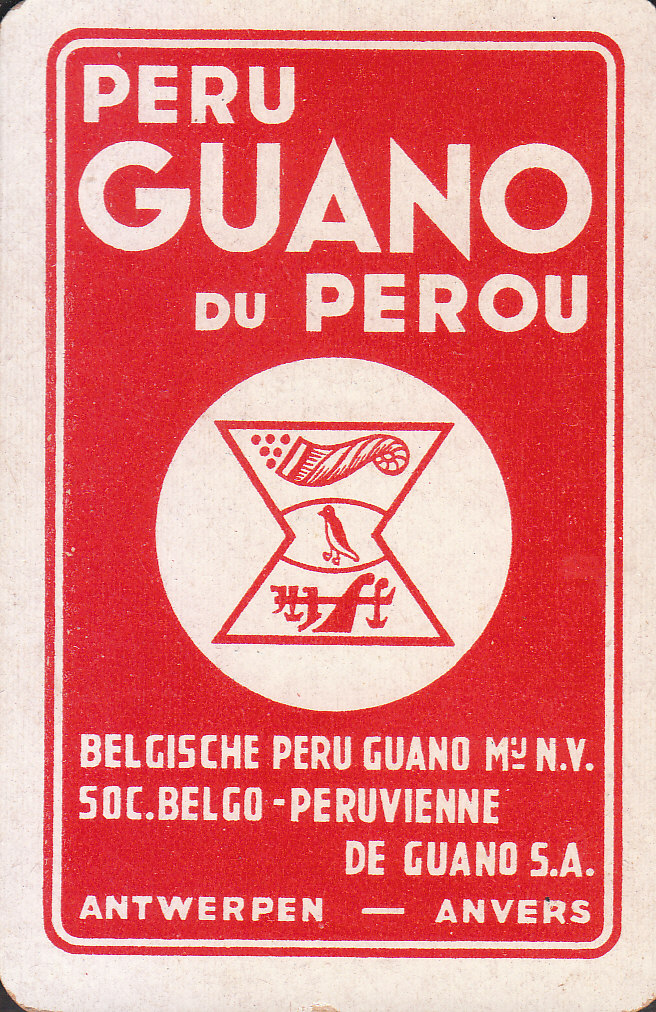 PERU
GUANO
DU PEROU
BELGISCHE PERU GUANO Mij N.V.
SOC.BELGO-PERUVIENNE
DE GUANO S.A.
ANTWERPEN — ANVERS